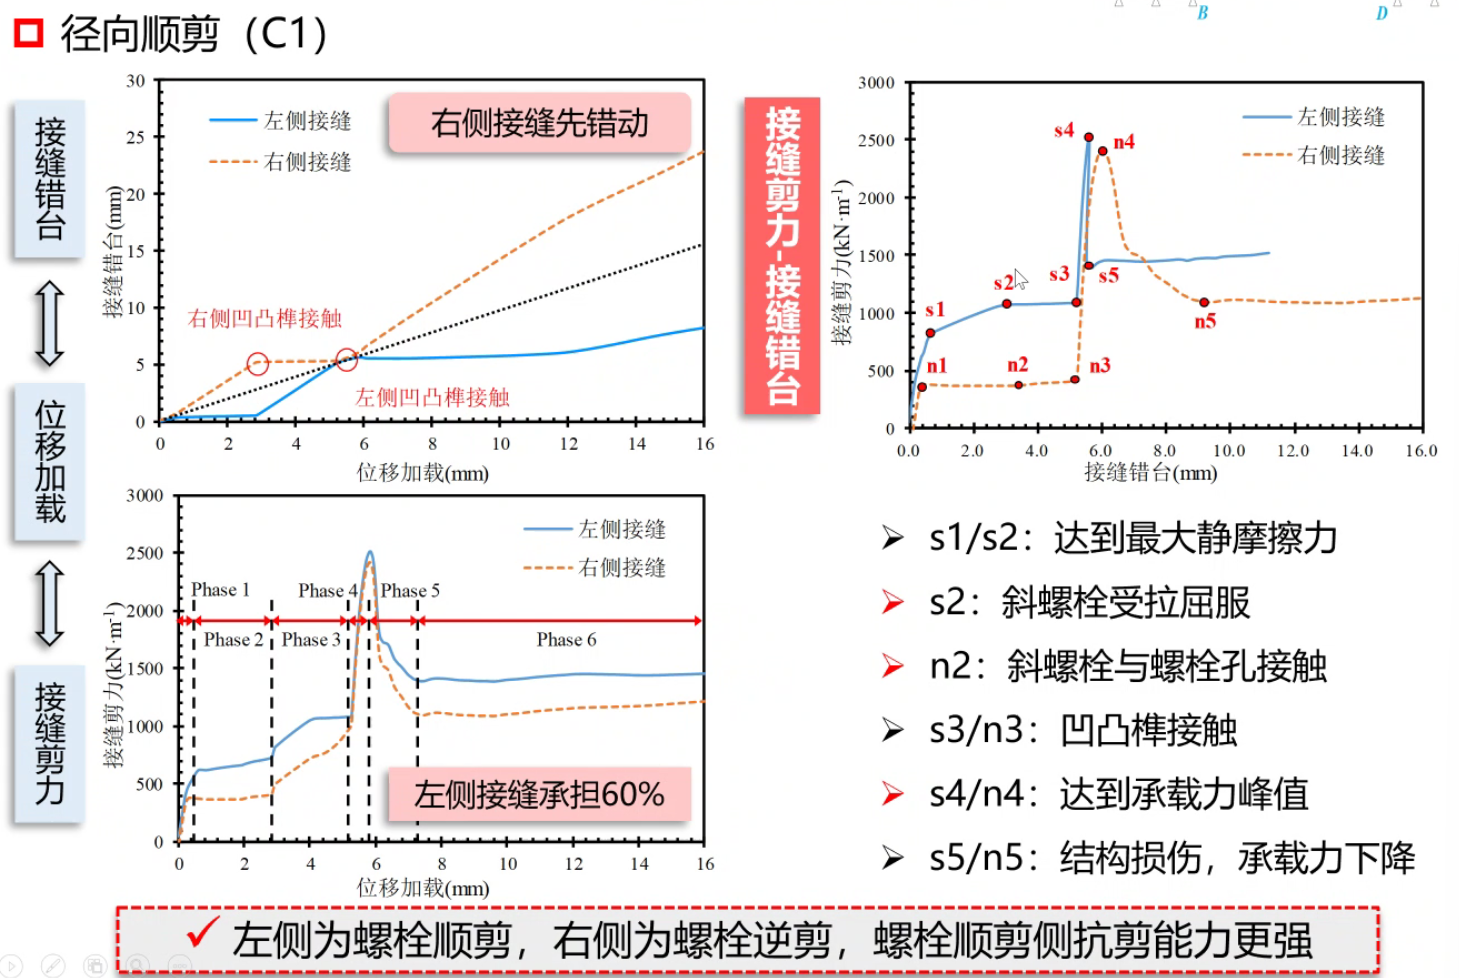 B
D
径向顺剪（C1）
接缝错台
位移加载
接缝剪力
30
25
20
15
10
5
0
接缝错台(mm)
左侧接缝
右侧接缝
右侧接缝先错动
右侧凹凸榫接触
左侧凹凸榫接触
0 2 4 6 8 10 12 14 16
位移加载(mm)
3000
2500
2000
1500
1000
500
0
接缝剪力(kN·m⁻¹)
左侧接缝
右侧接缝
Phase 1
Phase 4
Phase 5
Phase 2
Phase 3
Phase 6
左侧接缝承担60%
0 2 4 6 8 10 12 14 16
位移加载(mm)
接缝剪力-接缝错台
3000
2500
2000
1500
1000
500
0
接缝剪力(kN·m⁻¹)
左侧接缝
右侧接缝
s4
n4
s2
s3
s5
s1
n5
n1
n2
n3
0.0 2.0 4.0 6.0 8.0 10.0 12.0 14.0 16.0
接缝错台(mm)
s1/s2：达到最大静摩擦力
s2：斜螺栓受拉屈服
n2：斜螺栓与螺栓孔接触
s3/n3：凹凸榫接触
s4/n4：达到承载力峰值
s5/n5：结构损伤，承载力下降
左侧为螺栓顺剪，右侧为螺栓逆剪，螺栓顺剪侧抗剪能力更强